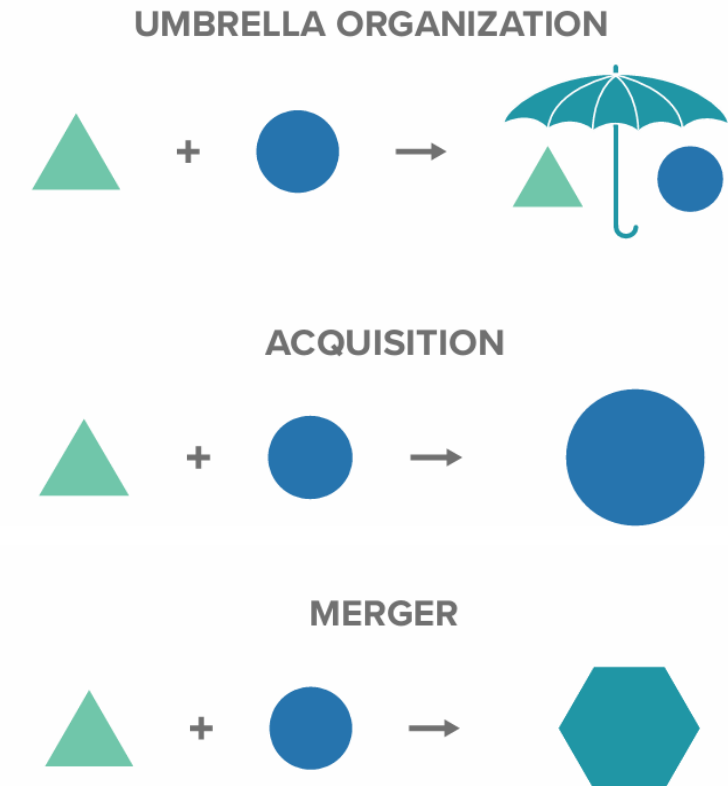 UMBRELLA ORGANIZATION
+
ACQUISITION
+
MERGER
+